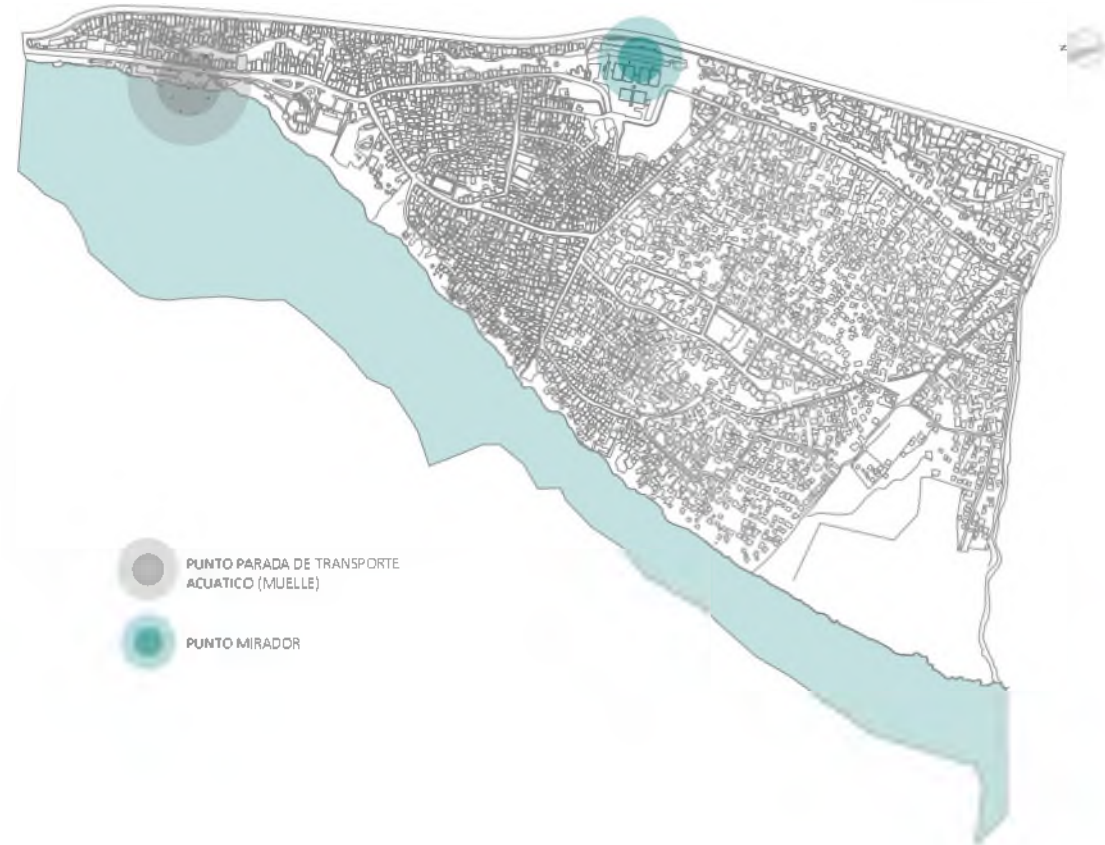 N
PUNTO PARADA DE TRANSPORTE
ACUATICO (MUELLE)
PUNTO MIRADOR